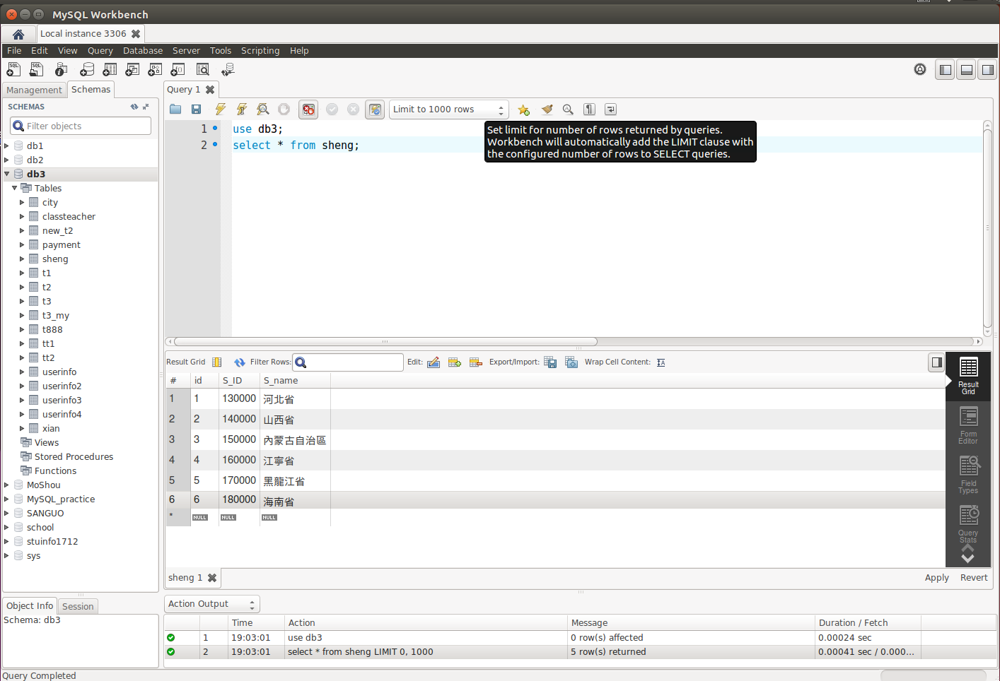 MySQL Workbench
Local instance 3306
File Edit View Query Database Server Tools Scripting Help
Management Schemas
Query 1
SCHEMAS
Filter objects
Limit to 1000 rows
db1
db2
db3
Tables
city
classteacher
new_t2
payment
sheng
t1
t2
t3
t3_my
t888
tt1
tt2
userinfo
userinfo2
userinfo3
userinfo4
xian
Views
Stored Procedures
Functions
MoShou
MySQL_practice
SANGUO
school
stuinfo1712
sys
1 use db3;
2 select * from sheng;
Set limit for number of rows returned by queries.
Workbench will automatically add the LIMIT clause with
the configured number of rows to SELECT queries.
Result Grid Filter Rows: Edit: Export/Import: Wrap Cell Content:
# id S_ID S_name
1 1 130000 河北省
2 2 140000 山西省
3 3 150000 內蒙古自治區
4 4 160000 江寧省
5 5 170000 黑龍江省
6 6 180000 海南省
* NULL NULL NULL
Result
Grid
Form
Editor
Field
Types
Query
Stats
sheng 1
Apply Revert
Object Info Session
Schema: db3
Action Output
Time Action Message Duration / Fetch
1 19:03:01 use db3 0 row(s) affected 0.00024 sec
2 19:03:01 select * from sheng LIMIT 0, 1000 5 row(s) returned 0.00041 sec / 0.000...
Query Completed